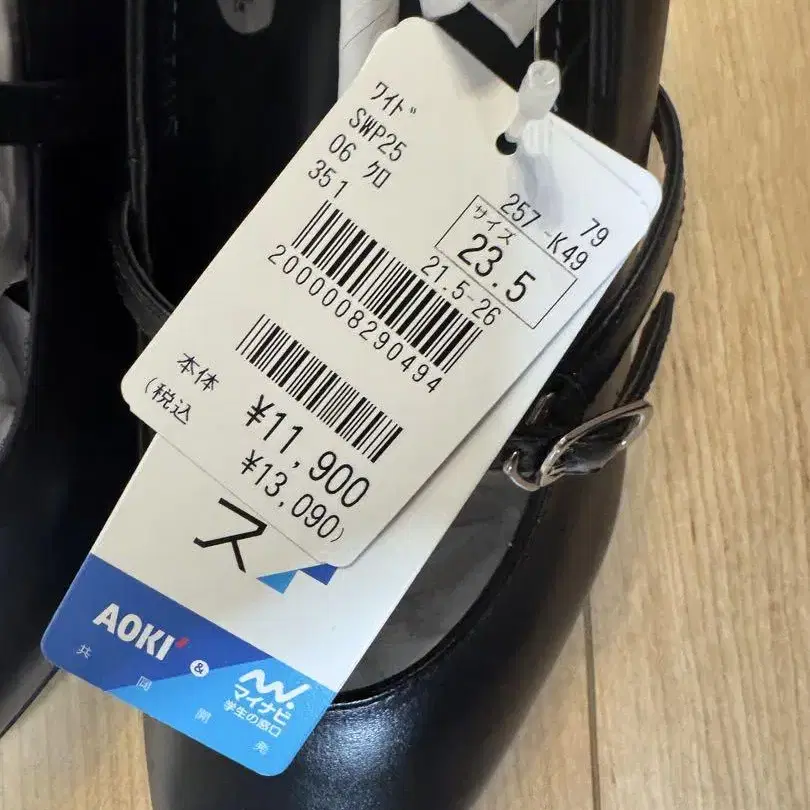 ワイド
SWP25
06 クロ
351
79
257 -K49
サイズ
23.5
21.5-26
2000008290494
本体 ¥11,900
(税込 ¥13,090)
ス
AOKI
&
マイナビ
学生の窓口
共同開発